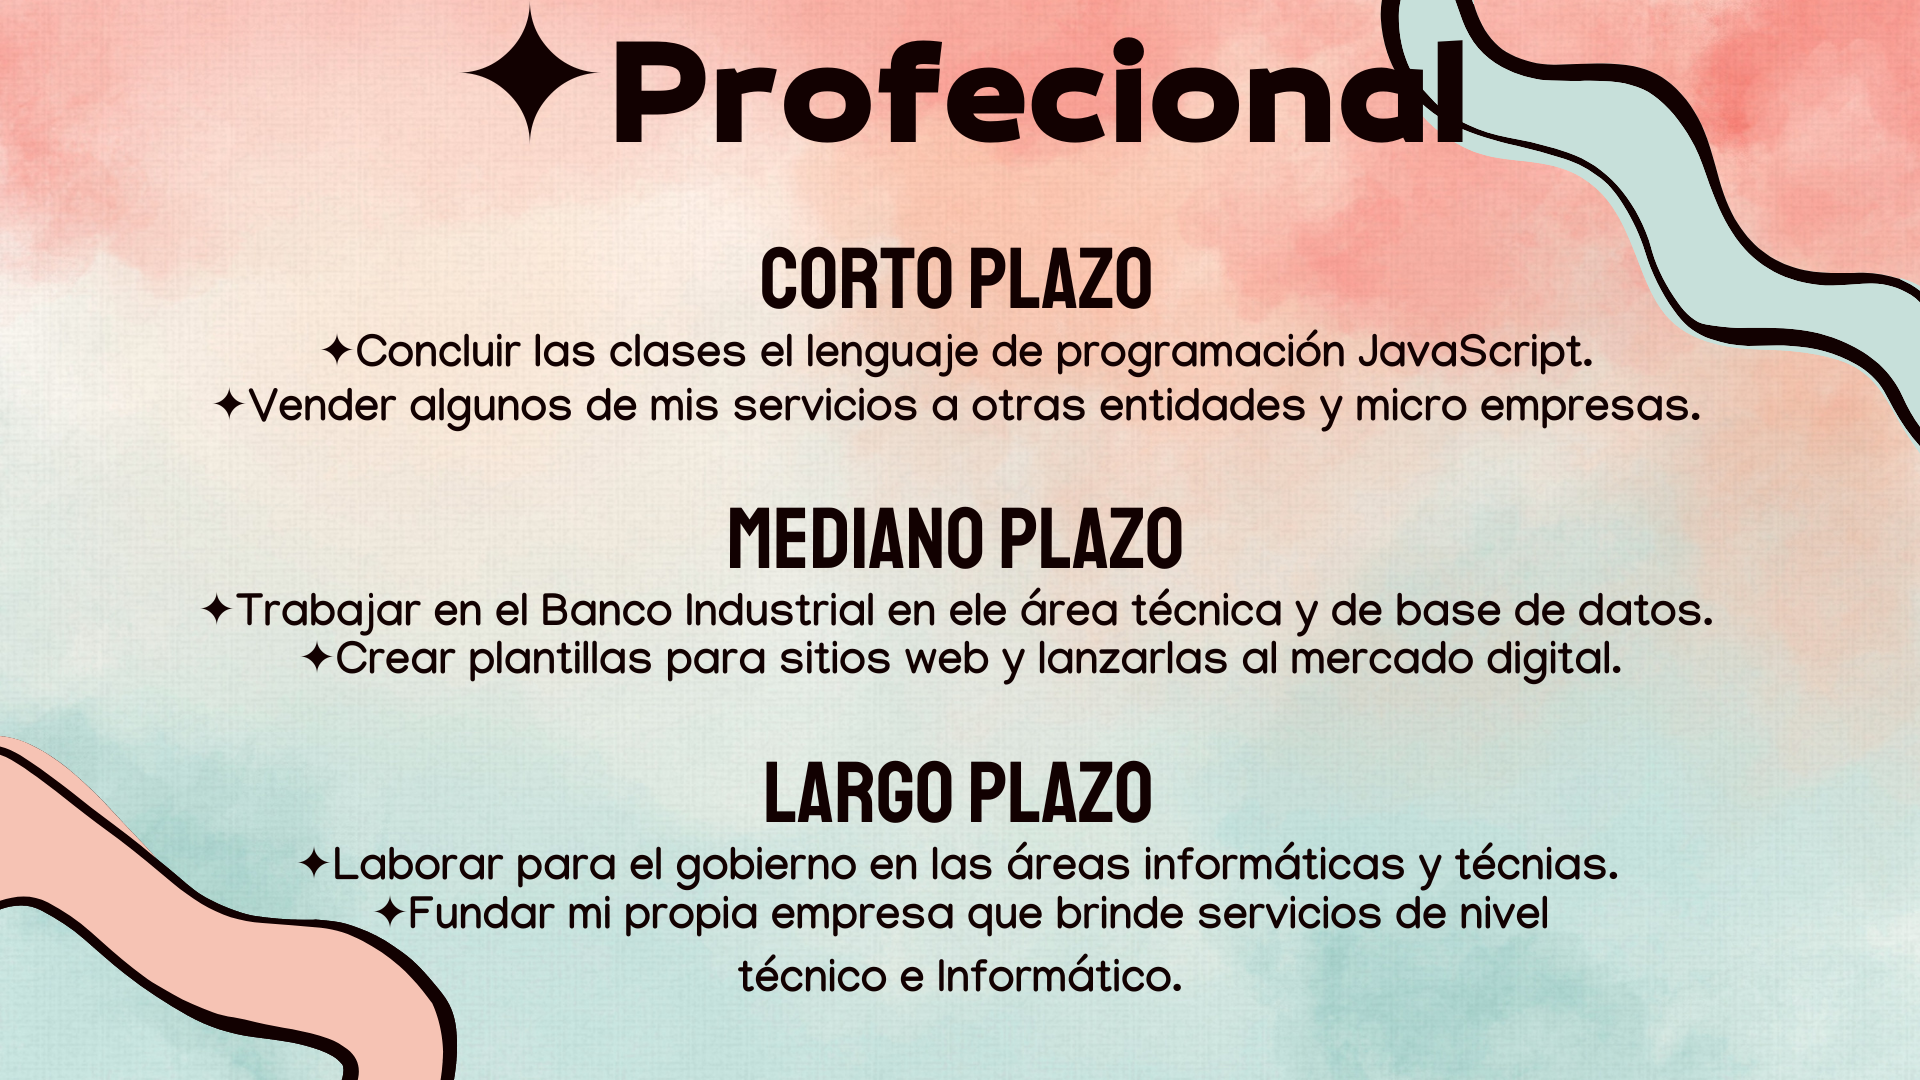 ✦Profecional
CORTO PLAZO
✦Concluir las clases el lenguaje de programación JavaScript.
✦Vender algunos de mis servicios a otras entidades y micro empresas.
MEDIANO PLAZO
✦Trabajar en el Banco Industrial en ele área técnica y de base de datos.
✦Crear plantillas para sitios web y lanzarlas al mercado digital.
LARGO PLAZO
✦Laborar para el gobierno en las áreas informáticas y técnias.
✦Fundar mi propia empresa que brinde servicios de nivel
técnico e Informático.